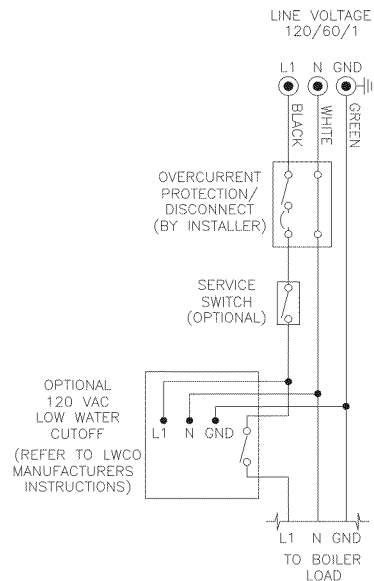 LINE VOLTAGE
120/60/1
L1 N GND
BLACK
WHITE
GREEN
OVERCURRENT
PROTECTION/
DISCONNECT
(BY INSTALLER)
SERVICE
SWITCH
(OPTIONAL)
OPTIONAL
120 VAC
LOW WATER
CUTOFF
(REFER TO LWCO
MANUFACTURERS
INSTRUCTIONS)
L1 N GND
L1 N GND
TO BOILER
LOAD